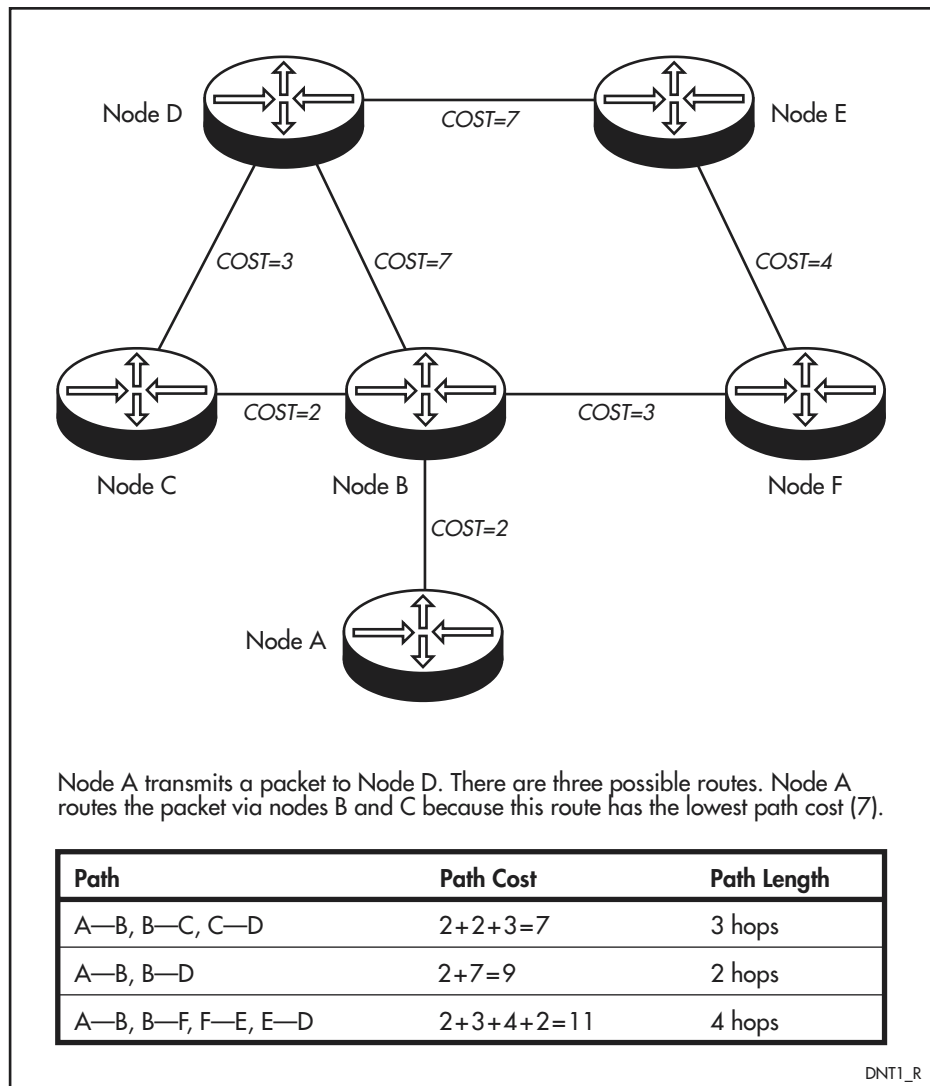 Node D
COST=7
Node E
COST=3
COST=7
COST=4
COST=2
COST=3
Node C
Node B
Node F
COST=2
Node A
Node A transmits a packet to Node D. There are three possible routes. Node A
routes the packet via nodes B and C because this route has the lowest path cost (7).
Path Path Cost Path Length
A—B, B—C, C—D 2+2+3=7 3 hops
A—B, B—D 2+7=9 2 hops
A—B, B—F, F—E, E—D 2+3+4+2=11 4 hops
DNT1_R